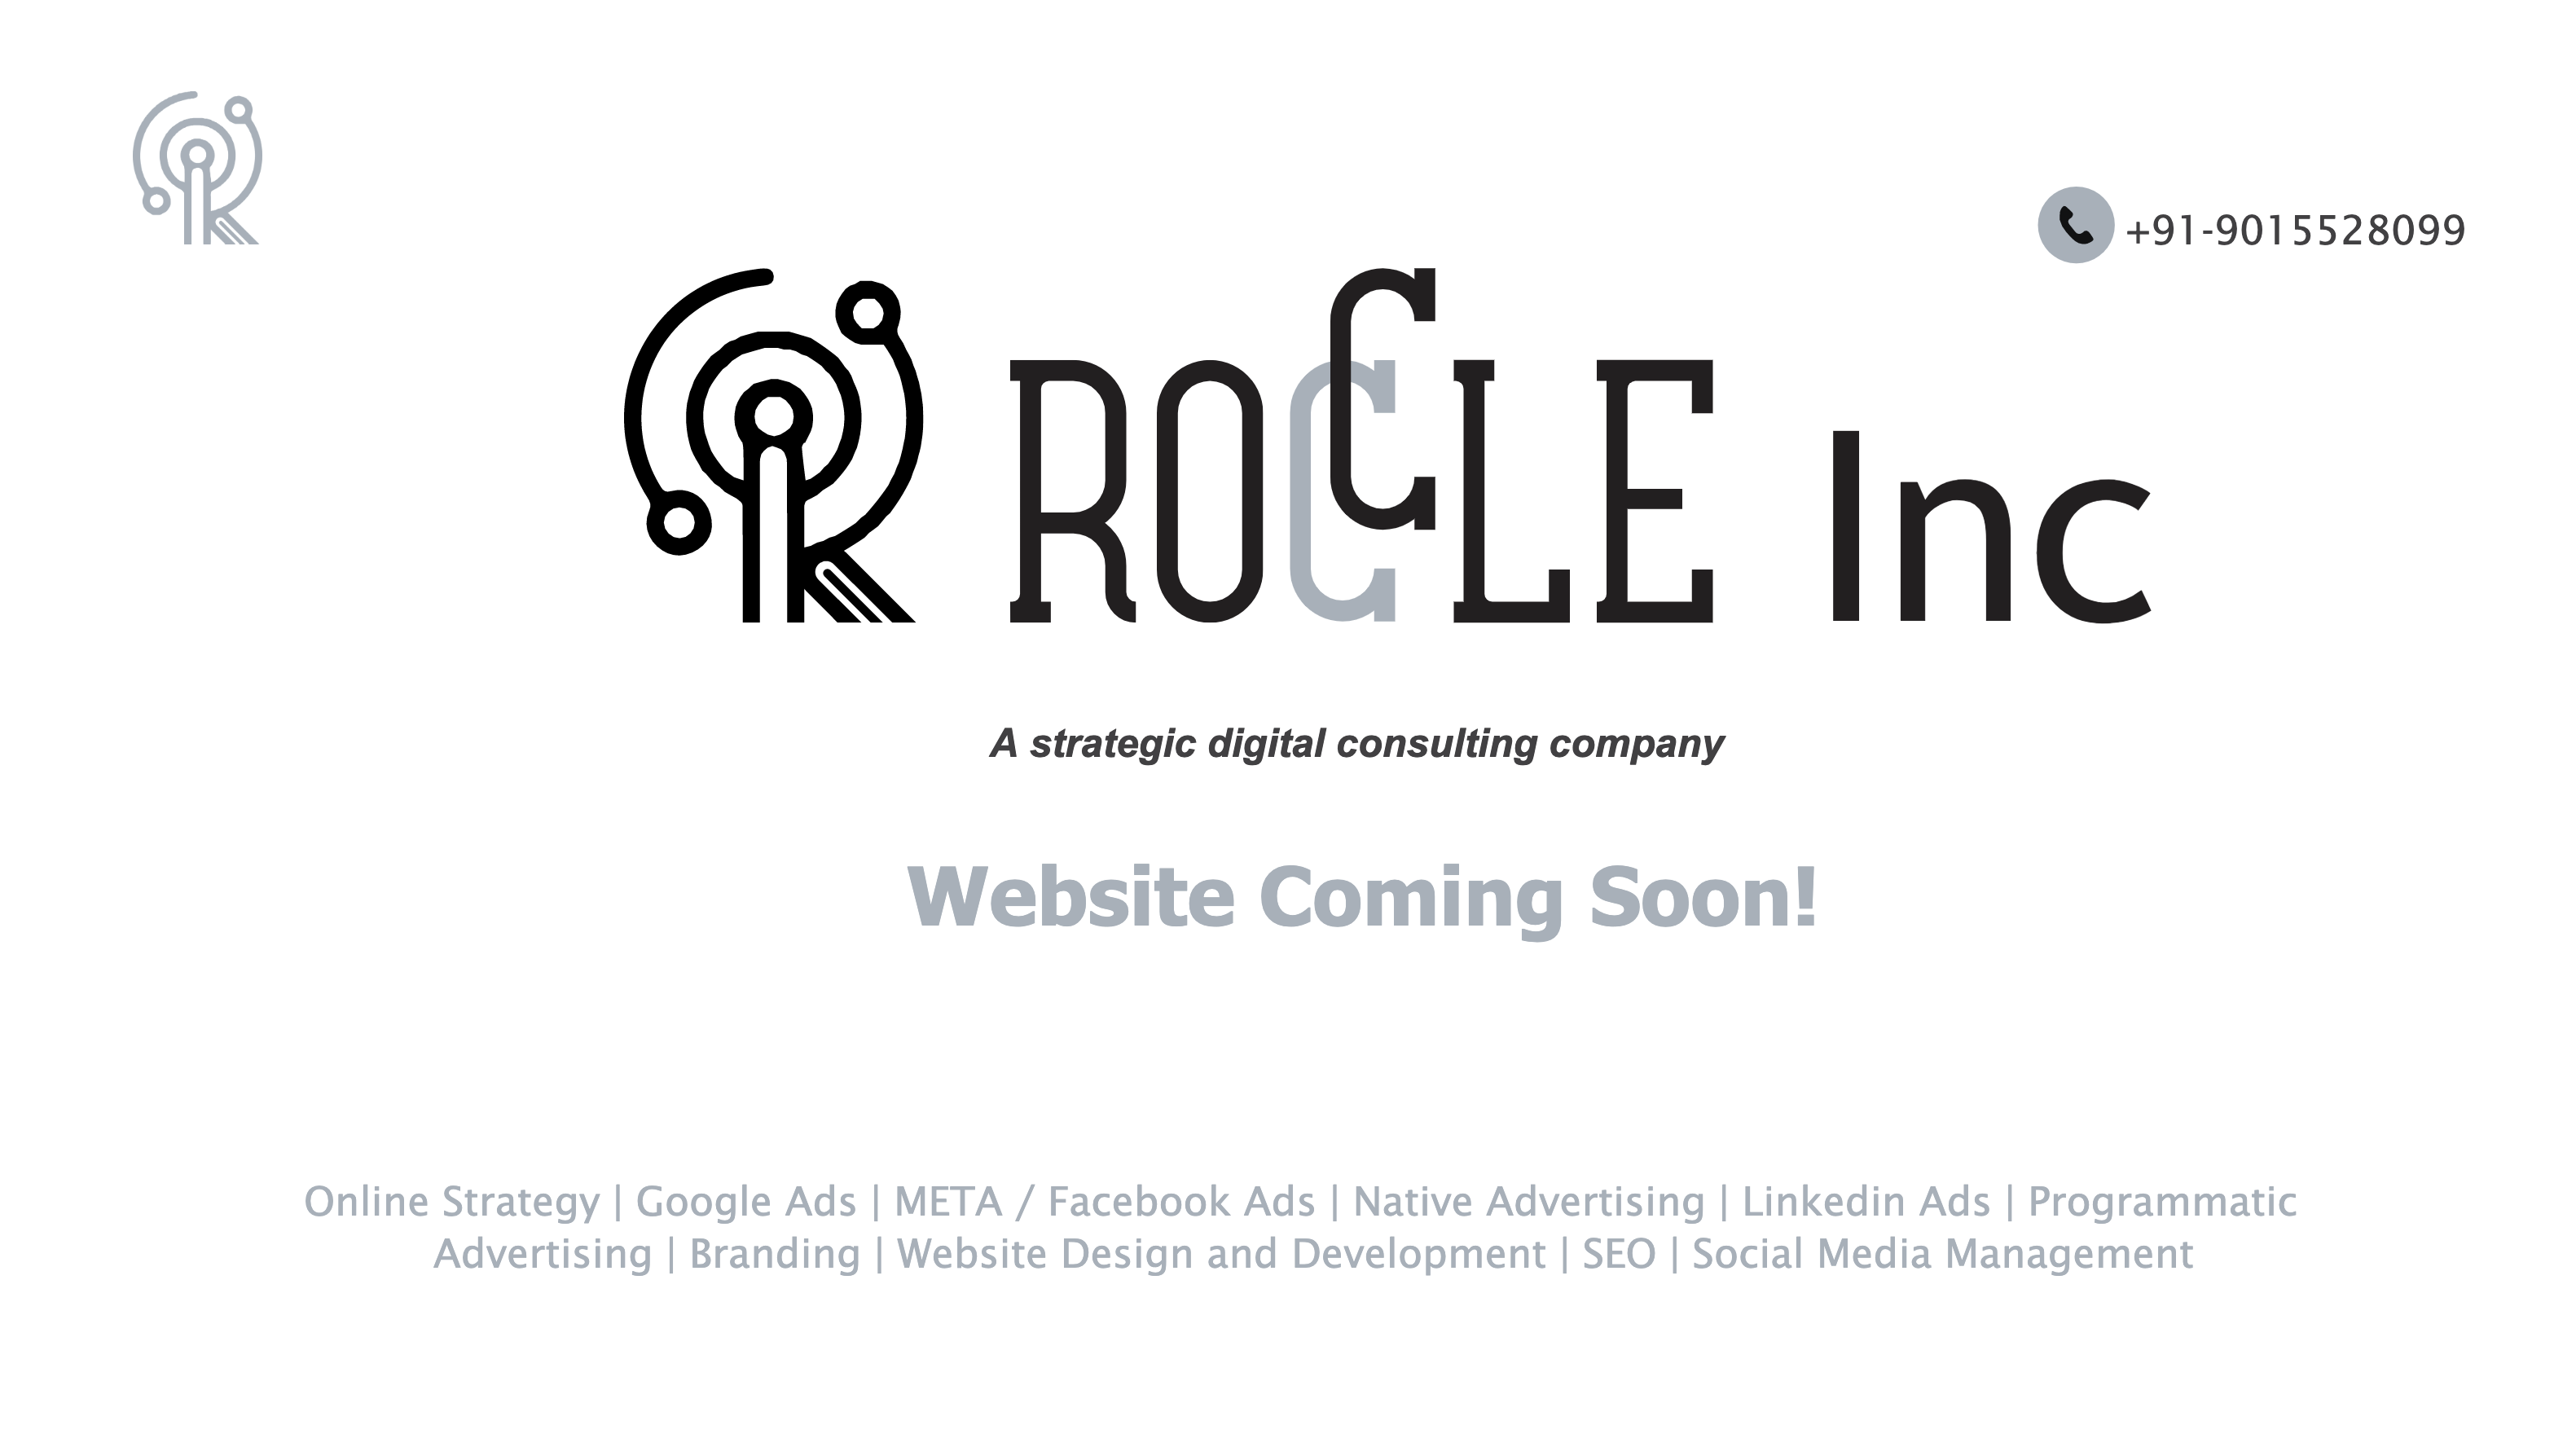 +91-9015528099
ROCCLE Inc
A strategic digital consulting company
Website Coming Soon!
Online Strategy | Google Ads | META / Facebook Ads | Native Advertising | Linkedin Ads | Programmatic
Advertising | Branding | Website Design and Development | SEO | Social Media Management